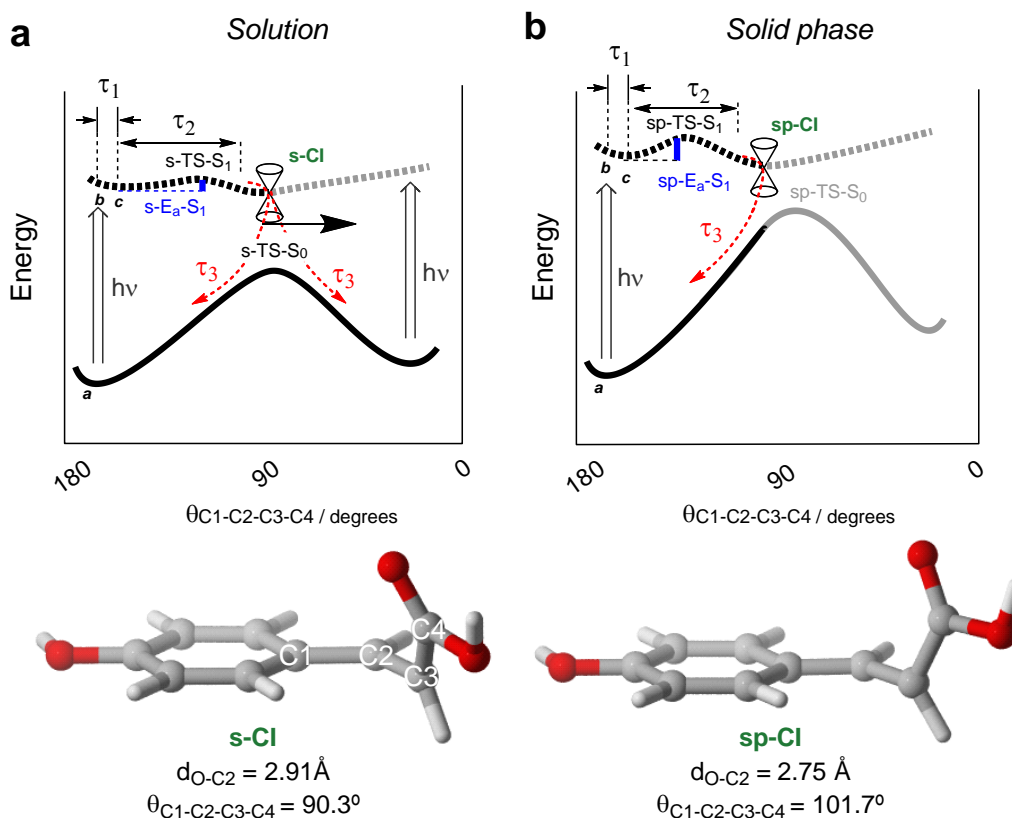 a
Solution
τ1
τ2
s-TS-S1
s-CI
b
c
s-Ea-S1
s-TS-S0
hν
τ3
τ3
hν
a
Energy
180
90
0
θC1-C2-C3-C4 / degrees
b
Solid phase
τ1
τ2
sp-TS-S1
sp-CI
b
c
sp-Ea-S1
sp-TS-S0
hν
τ3
a
Energy
180
90
0
θC1-C2-C3-C4 / degrees
C1
C2
C3
C4
s-CI
dO-C2 = 2.91Å
θC1-C2-C3-C4 = 90.3º
sp-CI
dO-C2 = 2.75 Å
θC1-C2-C3-C4 = 101.7º